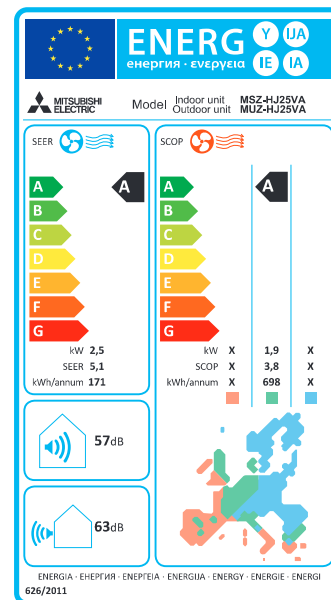 ENERG Y IJA
енергия · ενεργεια IE IA
MITSUBISHI ELECTRIC
Model Indoor unit MSZ-HJ25VA
Outdoor unit MUZ-HJ25VA
SEER
SCOP
A A
B
C
D
E
F
G
A A
B
C
D
E
F
G
kW 2,5
SEER 5,1
kWh/annum 171
kW X 1,9 X
SCOP X 3,8 X
kWh/annum X 698 X
57dB
63dB
ENERGIA · ЕНЕРГИЯ · ΕΝΕΡΓΕΙΑ · ENERGIJA · ENERGY · ENERGIE · ENERGI
626/2011